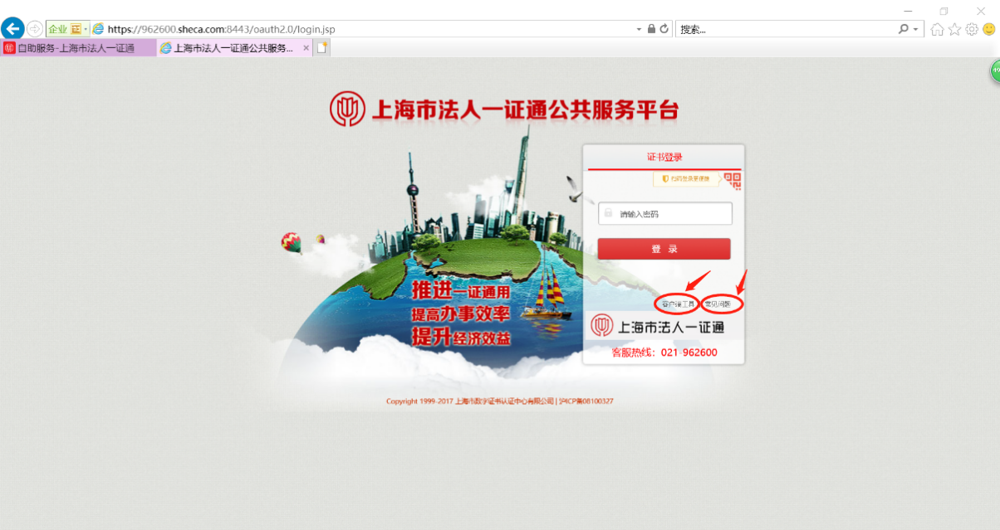 企业 证 https://962600.sheca.com:8443/oauth2.0/login.jsp 搜索...
自助服务-上海市法人一证通 上海市法人一证通公共服务...
上海市法人一证通公共服务平台
证书登录
扫码登录更便捷
请输入密码
登 录
推进一证通用
提高办事效率
提升经济效益
客户端工具 常见问题
上海市法人一证通
客服热线：021-962600
Copyright 1999-2017 上海市数字证书认证中心有限公司 | 沪ICP备08100327